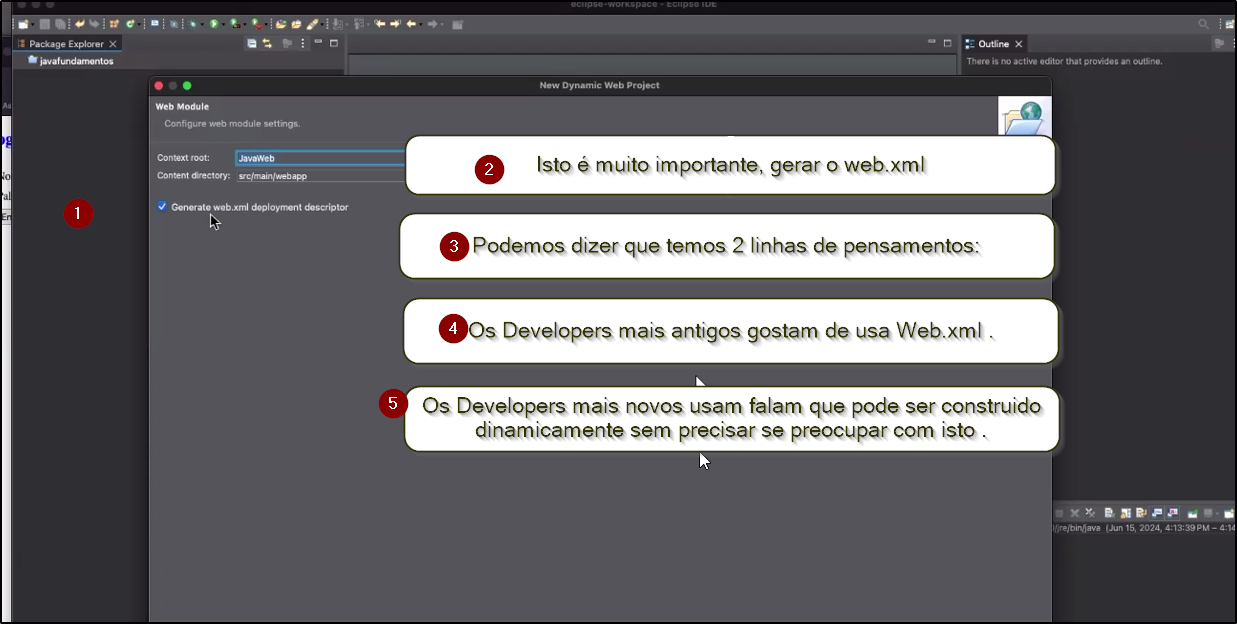 eclipse-workspace - Eclipse IDE
Package Explorer
javafundamentos
Outline
There is no active editor that provides an outline.
New Dynamic Web Project
Web Module
Configure web module settings.
Context root: JavaWeb
Content directory: src/main/webapp
Generate web.xml deployment descriptor
1
2 Isto é muito importante, gerar o web.xml
3 Podemos dizer que temos 2 linhas de pensamentos:
4 Os Developers mais antigos gostam de usa Web.xml .
5 Os Developers mais novos usam falam que pode ser construido
dinamicamente sem precisar se preocupar com isto .
/jre/bin/java (Jun 15, 2024, 4:13:39 PM – 4:14